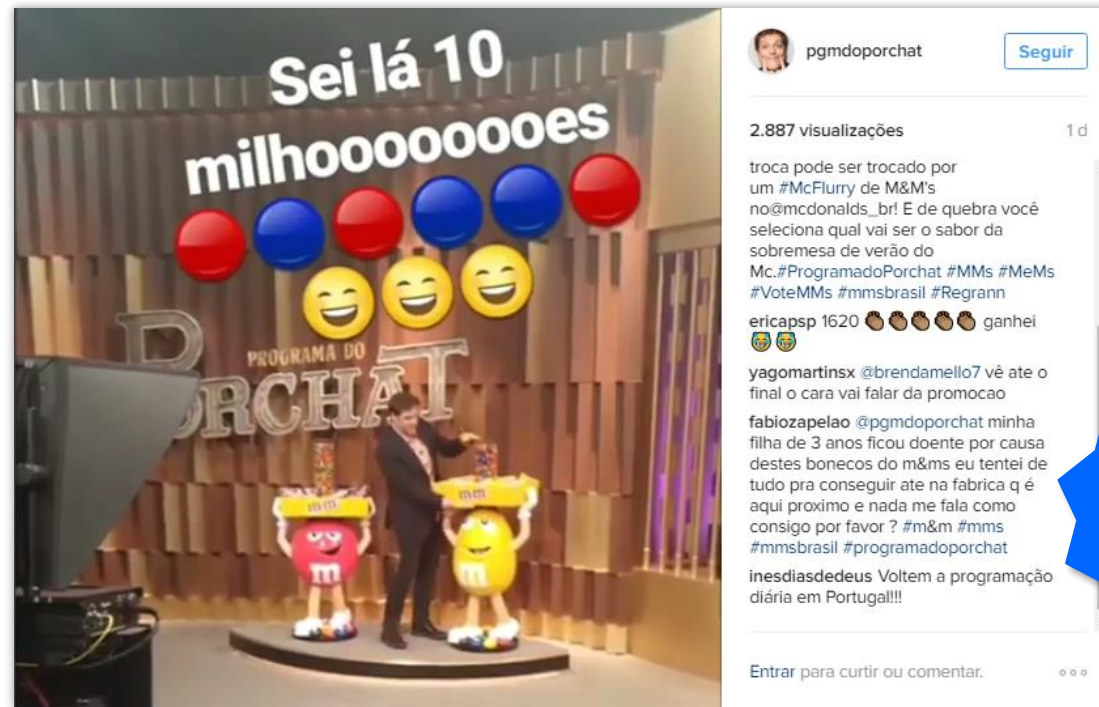 Sei lá 10
milhooooooooes
PROGRAMA DO
PORCHAT
m&m's
m&m's
m
m
pgmdoporchat
Seguir
2.887 visualizações
1 d
troca pode ser trocado por
um #McFlurry de M&M's
no@mcdonalds_br! E de quebra você
seleciona qual vai ser o sabor da
sobremesa de verão do
Mc.#ProgramadoPorchat #MMs #MeMs
#VoteMMs #mmsbrasil #Regrann
ericapsp 1620 👏🏽👏🏽👏🏽👏🏽👏🏽 ganhei
😹😹
yagomartinsx @brendamello7 vê ate o
final o cara vai falar da promocao
fabiozapelao @pgmdoporchat minha
filha de 3 anos ficou doente por causa
destes bonecos do m&ms eu tentei de
tudo pra conseguir ate na fabrica q é
aqui proximo e nada me fala como
consigo por favor ? #m&m #mms
#mmsbrasil #programadoporchat
inesdiasdedeus Voltem a programação
diária em Portugal!!!
Entrar para curtir ou comentar.